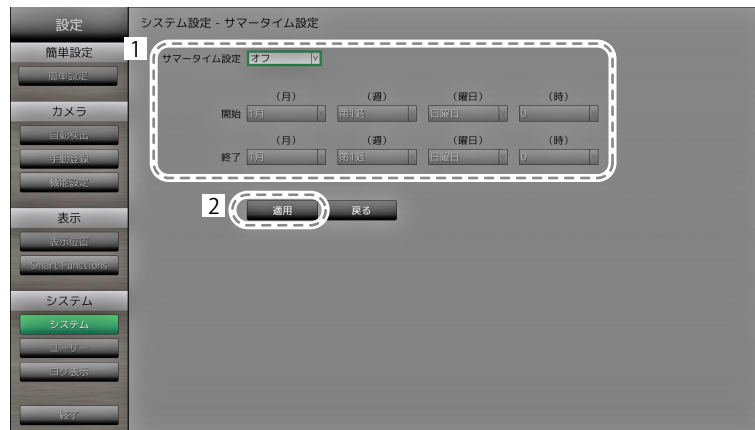 設定
簡単設定
簡単設定
カメラ
自動検出
手動登録
機能設定
表示
表示位置
Smart Functions
システム
システム
ユーザー
ログ表示
終了
システム設定 - サマータイム設定
1
サマータイム設定 オフ
(月) (週) (曜日) (時)
開始 1月 第1週 日曜日 0
(月) (週) (曜日) (時)
終了 1月 第1週 日曜日 0
2 適用 戻る